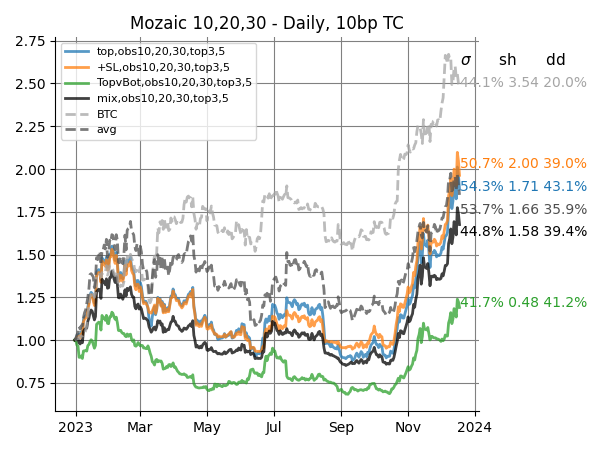 Mozaic 10,20,30 - Daily, 10bp TC
2.75
2.50
2.25
2.00
1.75
1.50
1.25
1.00
0.75
top,obs10,20,30,top3,5
+SL,obs10,20,30,top3,5
TopvBot,obs10,20,30,top3,5
mix,obs10,20,30,top3,5
BTC
avg
σ sh dd
44.1% 3.54 20.0%
50.7% 2.00 39.0%
54.3% 1.71 43.1%
53.7% 1.66 35.9%
44.8% 1.58 39.4%
41.7% 0.48 41.2%
2023 Mar May Jul Sep Nov 2024